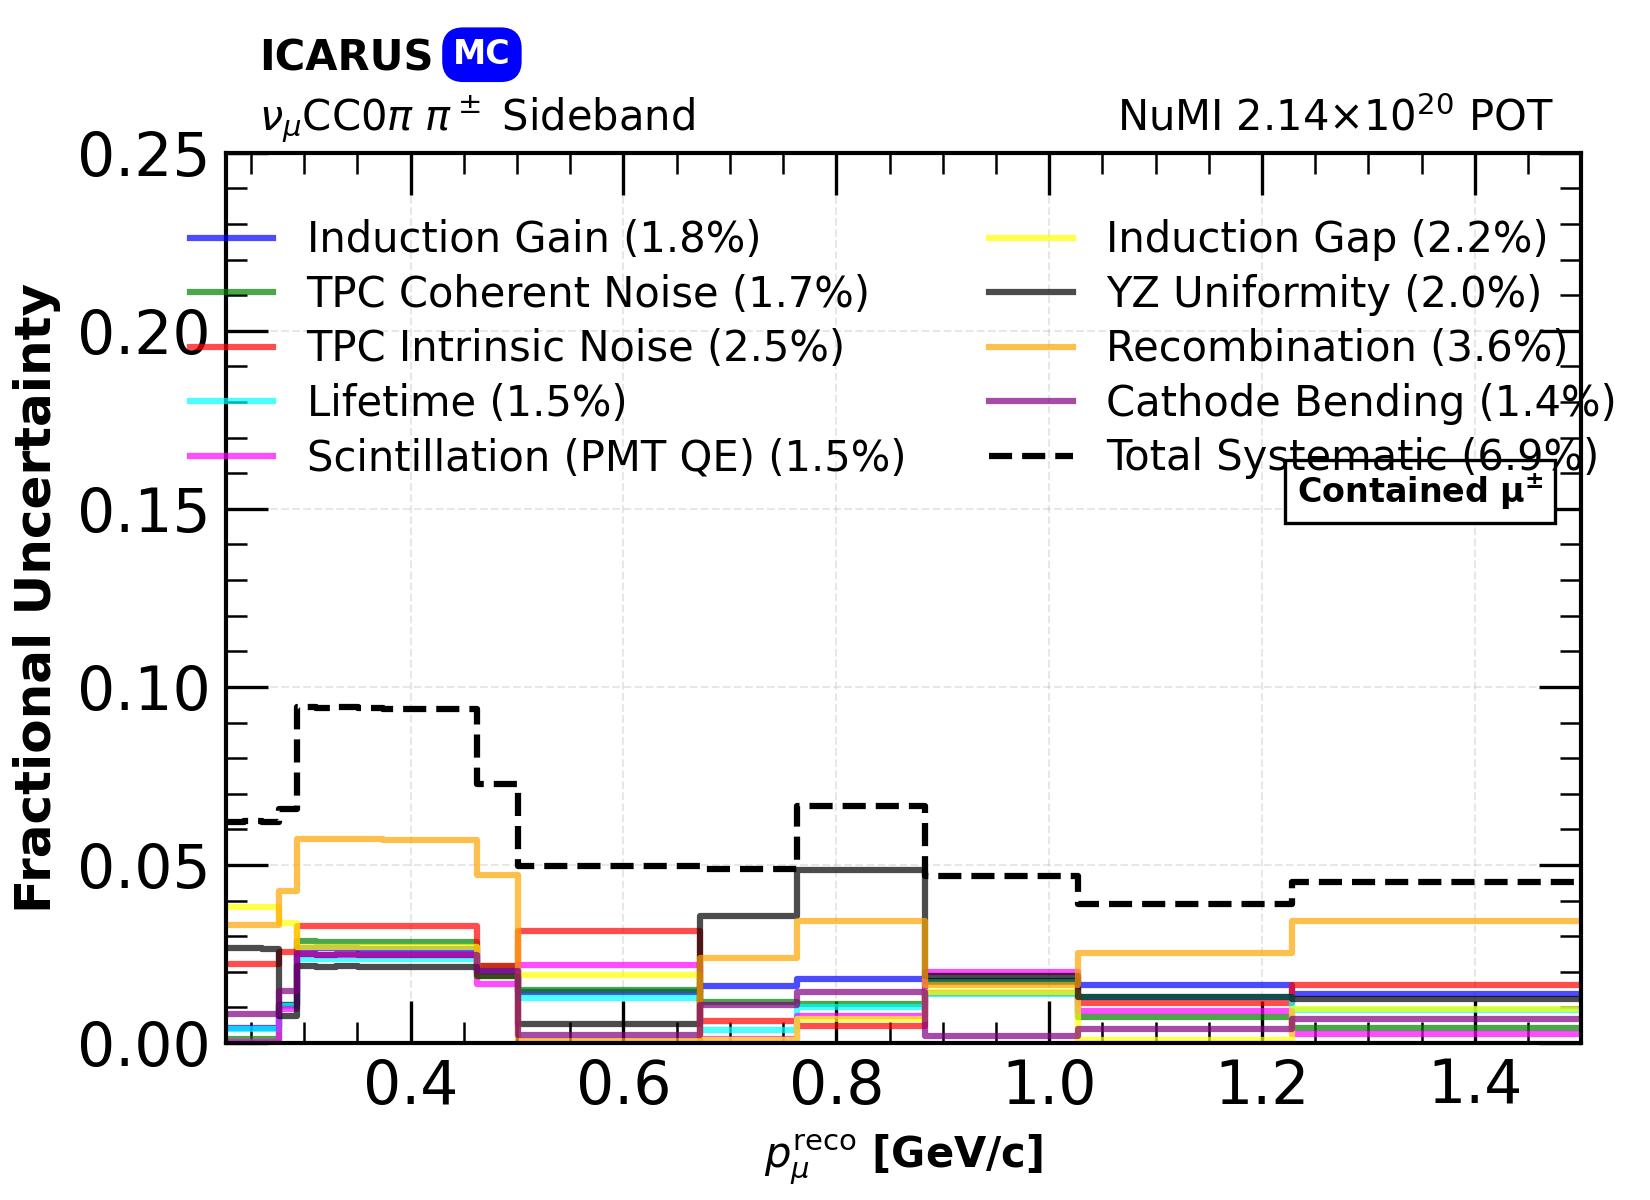 ICARUS MC
νμCC0π π± Sideband
NuMI 2.14×10²⁰ POT
0.25
0.20
0.15
0.10
0.05
0.00
Fractional Uncertainty
Induction Gain (1.8%)
TPC Coherent Noise (1.7%)
TPC Intrinsic Noise (2.5%)
Lifetime (1.5%)
Scintillation (PMT QE) (1.5%)
Induction Gap (2.2%)
YZ Uniformity (2.0%)
Recombination (3.6%)
Cathode Bending (1.4%)
Total Systematic (6.9%)
Contained μ±
0.4 0.6 0.8 1.0 1.2 1.4
pμreco [GeV/c]